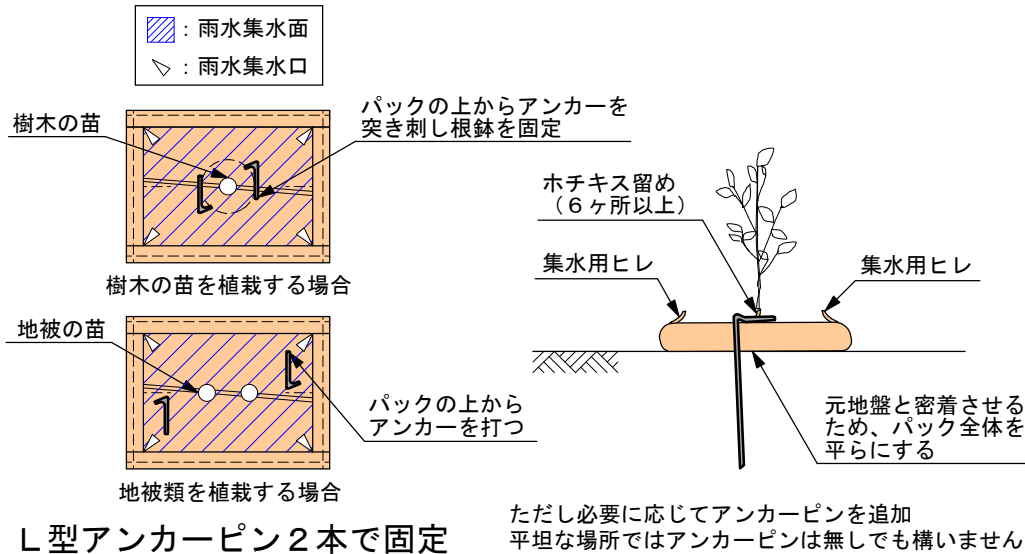 ：雨水集水面
：雨水集水口
樹木の苗
パックの上からアンカーを
突き刺し根鉢を固定
樹木の苗を植栽する場合
地被の苗
パックの上から
アンカーを打つ
地被類を植栽する場合
Ｌ型アンカーピン２本で固定
ホチキス留め
（６ヶ所以上）
集水用ヒレ
集水用ヒレ
元地盤と密着させる
ため、パック全体を
平らにする
ただし必要に応じてアンカーピンを追加
平坦な場所ではアンカーピンは無しでも構いません